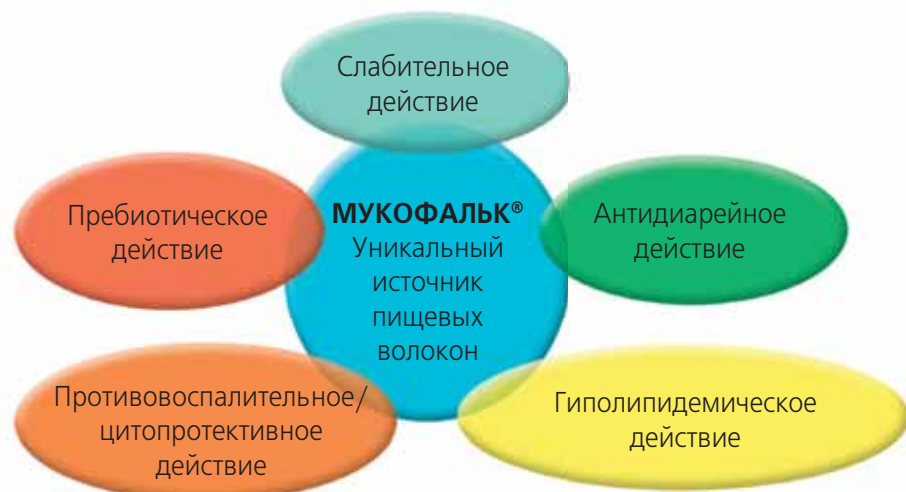 Слабительное
действие
Пребиотическое
действие
МУКОФАЛЬК®
Уникальный
источник
пищевых
волокон
Антидиарейное
действие
Противовоспалительное/
цитопротективное
действие
Гиполипидемическое
действие